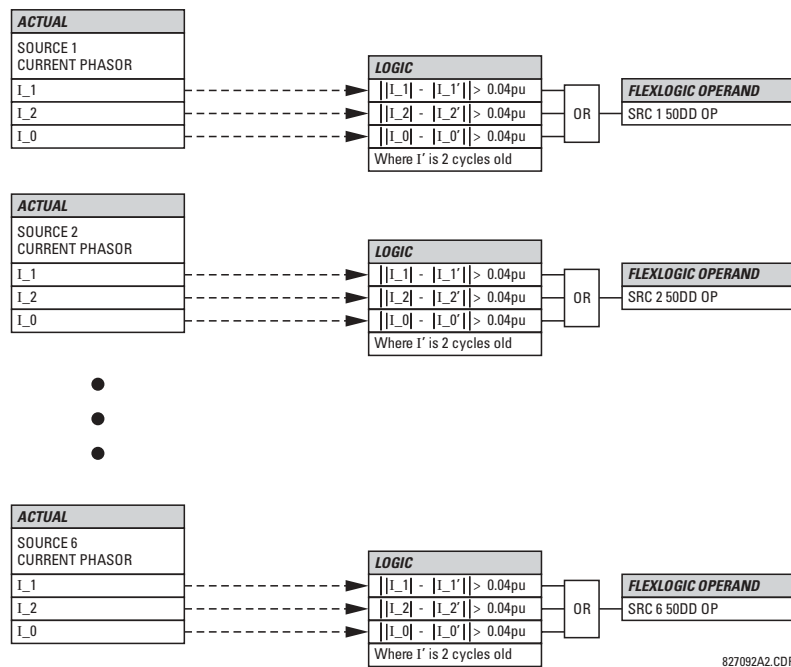 ACTUAL
SOURCE 1
CURRENT PHASOR
I_1
I_2
I_0
LOGIC
||I_1| - |I_1′||> 0.04pu
||I_2| - |I_2′||> 0.04pu
||I_0| - |I_0′||> 0.04pu
Where I′ is 2 cycles old
OR
FLEXLOGIC OPERAND
SRC 1 50DD OP
ACTUAL
SOURCE 2
CURRENT PHASOR
I_1
I_2
I_0
LOGIC
||I_1| - |I_1′||> 0.04pu
||I_2| - |I_2′||> 0.04pu
||I_0| - |I_0′||> 0.04pu
Where I′ is 2 cycles old
OR
FLEXLOGIC OPERAND
SRC 2 50DD OP
ACTUAL
SOURCE 6
CURRENT PHASOR
I_1
I_2
I_0
LOGIC
||I_1| - |I_1′||> 0.04pu
||I_2| - |I_2′||> 0.04pu
||I_0| - |I_0′||> 0.04pu
Where I′ is 2 cycles old
OR
FLEXLOGIC OPERAND
SRC 6 50DD OP
827092A2.CDR